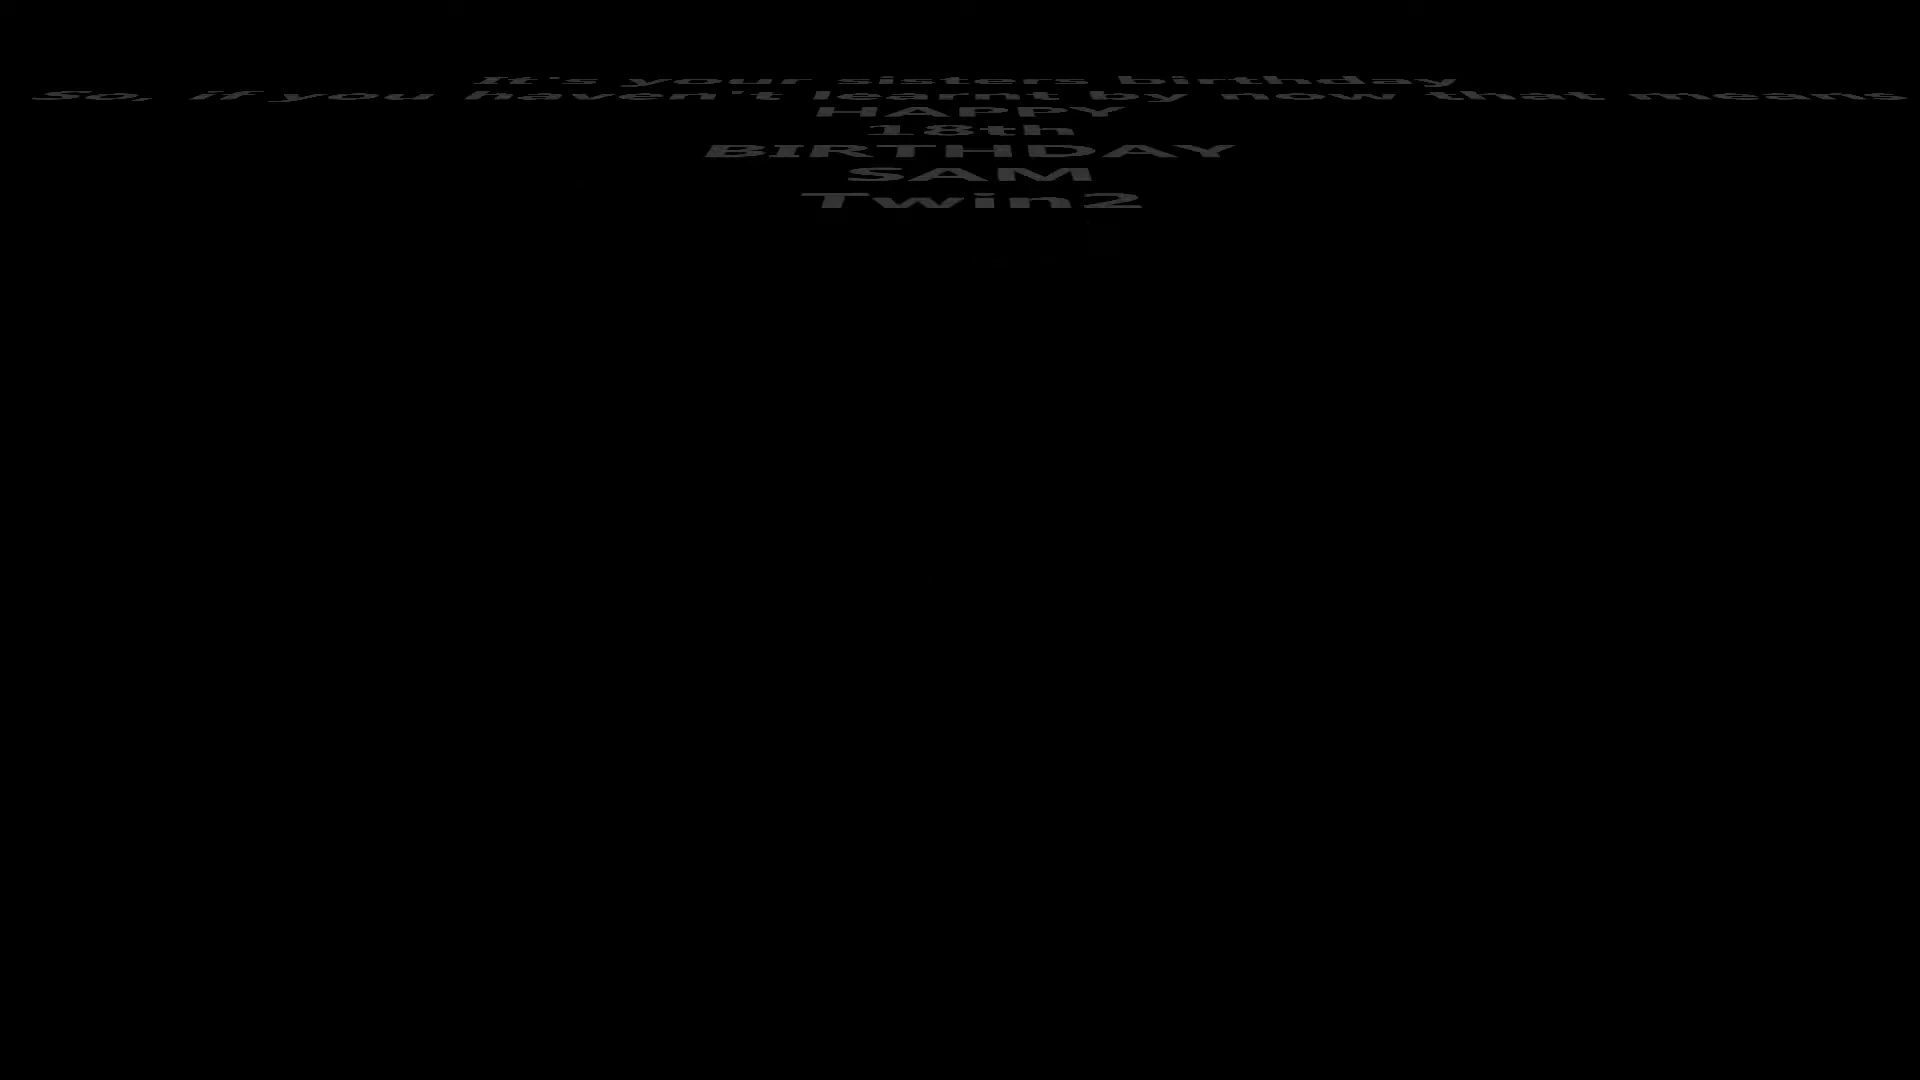 It's your sisters birthday
So, if you haven't learnt by now that means
HAPPY
18th
BIRTHDAY
SAM
Twin2